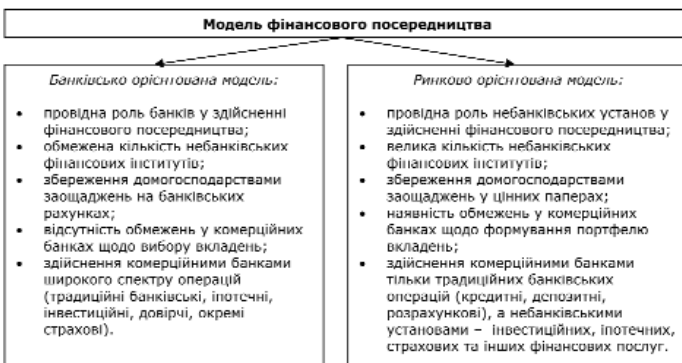 Модель фінансового посередництва
Банківсько орієнтована модель:
• провідна роль банків у здійсненні
фінансового посередництва;
• обмежена кількість небанківських
фінансових інститутів;
• збереження домогосподарствами
заощаджень на банківських
рахунках;
• відсутність обмежень у комерційних
банках щодо вибору вкладень;
• здійснення комерційними банками
широкого спектру операцій
(традиційні банківські, іпотечні,
інвестиційні, довірчі, окремі
страхові).
Ринково орієнтована модель:
• провідна роль небанківських установ у
здійсненні фінансового посередництва;
• велика кількість небанківських
фінансових інститутів;
• збереження домогосподарствами
заощаджень у цінних паперах;
• наявність обмежень у комерційних
банках щодо формування портфелю
вкладень;
• здійснення комерційними банками
тільки традиційних банківських
операцій (кредитні, депозитні,
розрахункові), а небанківськими
установами – інвестиційних, іпотечних,
страхових та інших фінансових послуг.